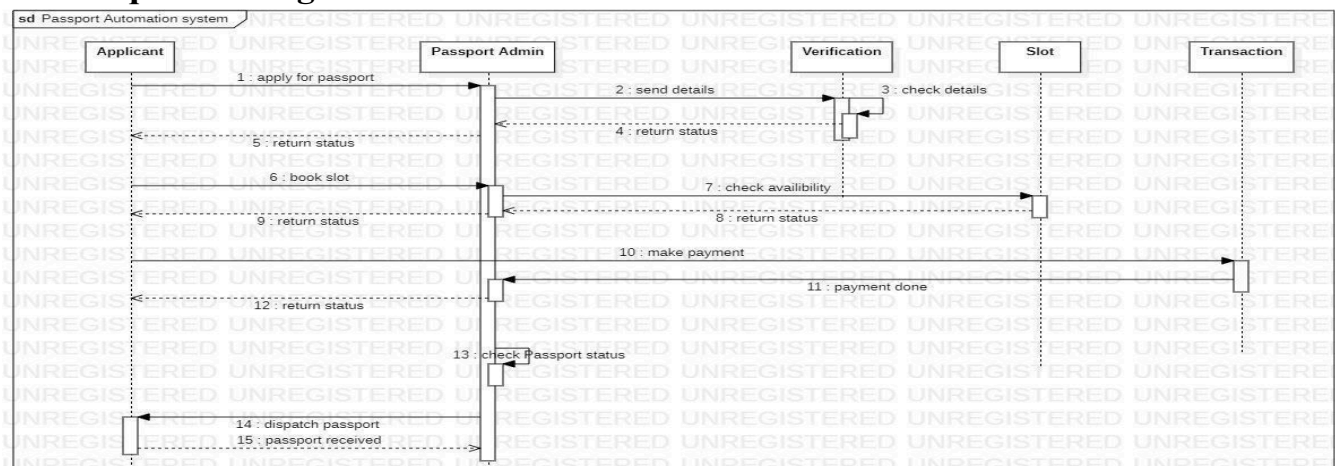 sd Passport Automation system
Applicant
Passport Admin
Verification
Slot
Transaction
1 : apply for passport
2 : send details
3 : check details
4 : return status
5 : return status
6 : book slot
7 : check availibility
8 : return status
9 : return status
10 : make payment
11 : payment done
12 : return status
13 : check Passport status
14 : dispatch passport
15 : passport received
UNREGISTERED